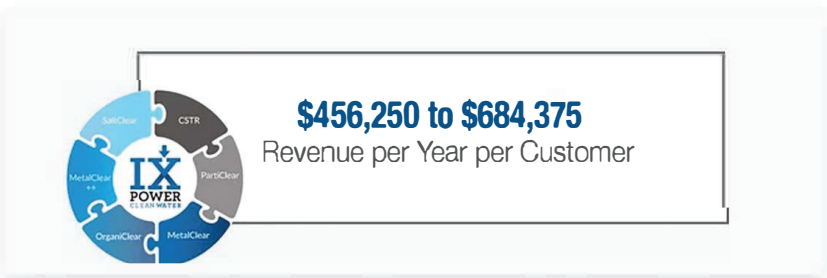 $456,250 to $684,375
Revenue per Year per Customer
SaltClear
CSTR
MetalClear
++
PartiClear
IX
POWER
CLEAN WATER
OrganiClear
MetalClear